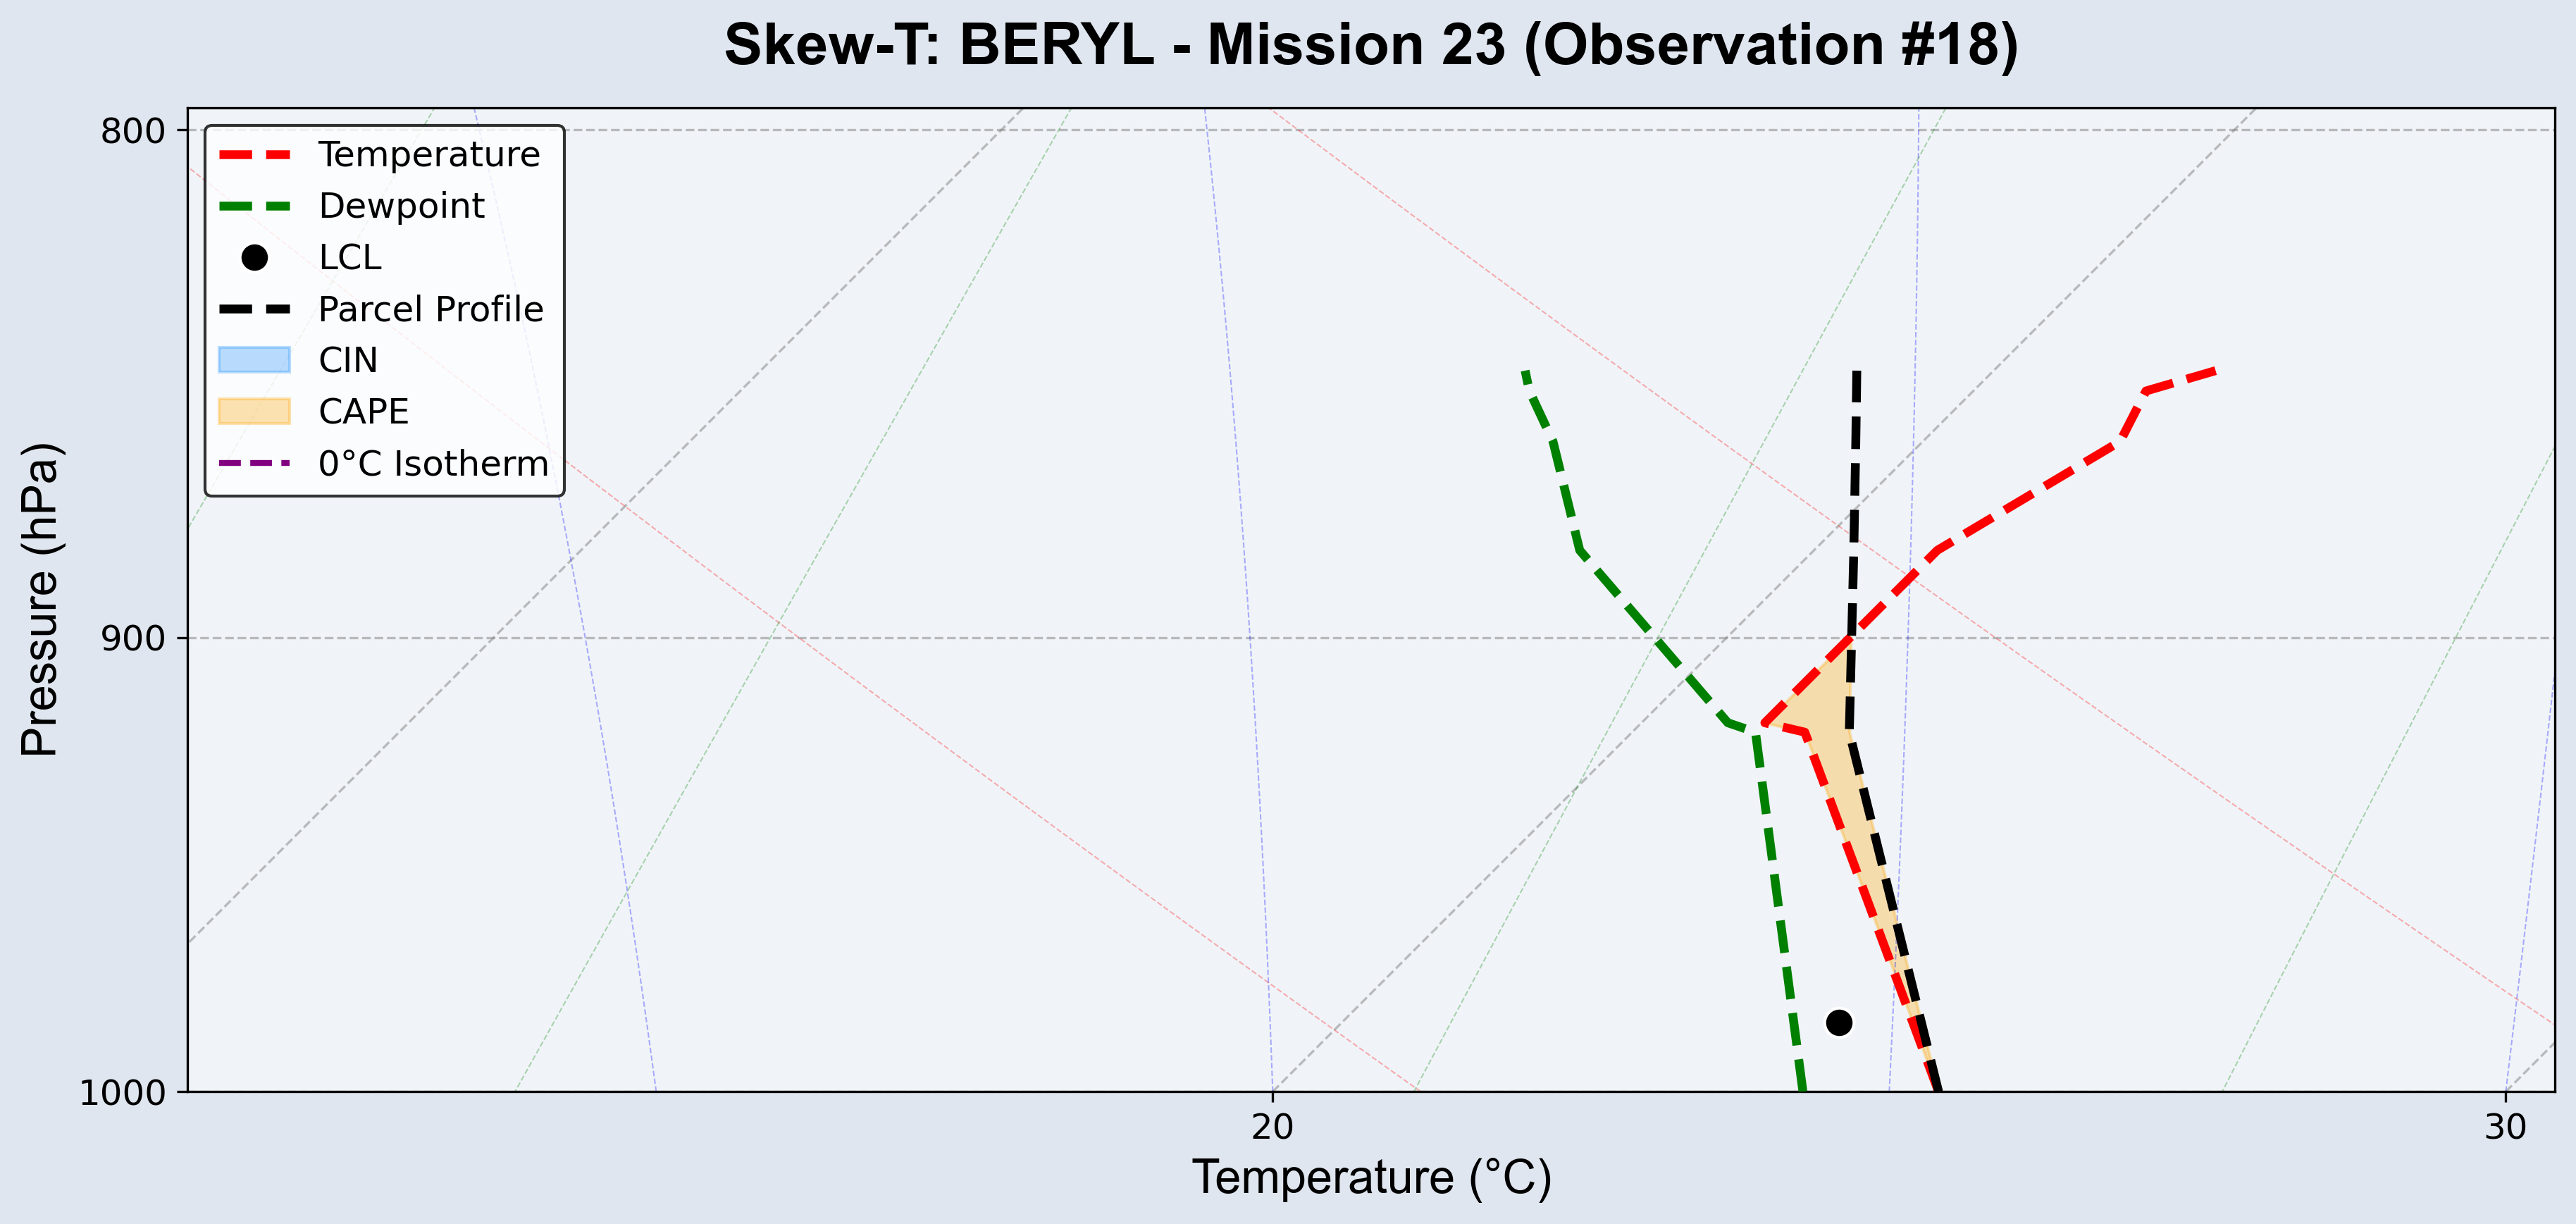 Skew-T: BERYL - Mission 23 (Observation #18)
800
900
1000
Pressure (hPa)
Temperature
Dewpoint
LCL
Parcel Profile
CIN
CAPE
0°C Isotherm
20
30
Temperature (°C)